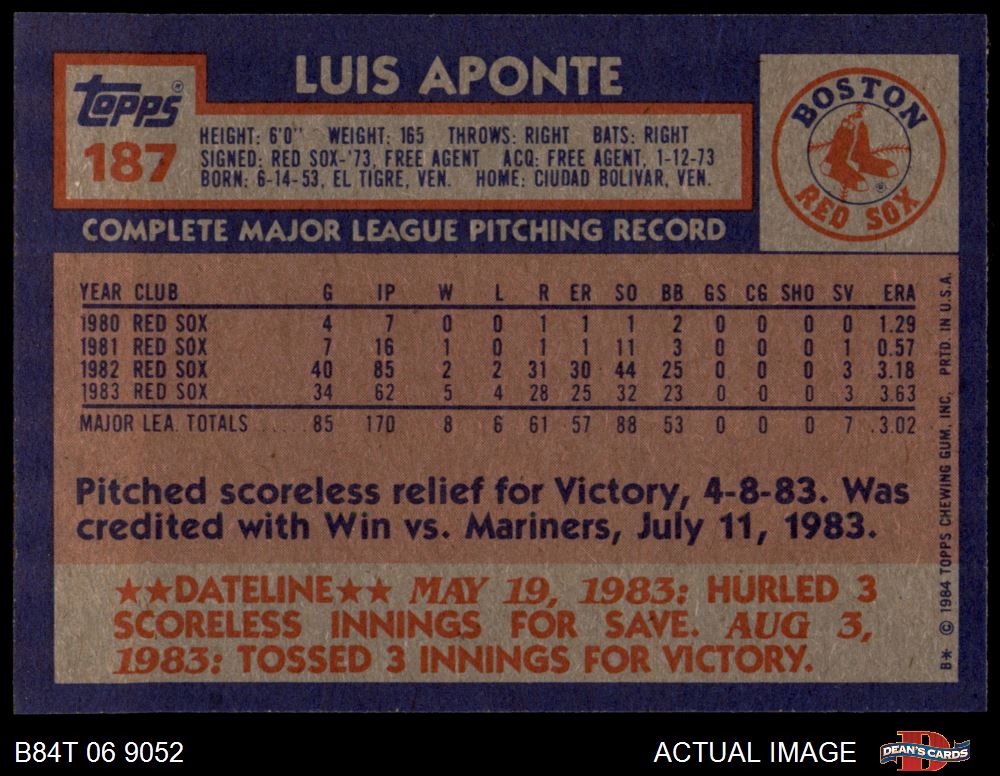 LUIS APONTE
Topps®
187
HEIGHT: 6'0" WEIGHT: 165 THROWS: RIGHT BATS: RIGHT
SIGNED: RED SOX-'73, FREE AGENT ACQ: FREE AGENT, 1-12-73
BORN: 6-14-53, EL TIGRE, VEN. HOME: CIUDAD BOLIVAR, VEN.
BOSTON
RED SOX
®
COMPLETE MAJOR LEAGUE PITCHING RECORD
YEAR CLUB G IP W L R ER SO BB GS CG SHO SV ERA
1980 RED SOX 4 7 0 0 1 1 1 2 0 0 0 0 1.29
1981 RED SOX 7 16 1 0 1 1 11 3 0 0 0 1 0.57
1982 RED SOX 40 85 2 2 31 30 44 25 0 0 0 3 3.18
1983 RED SOX 34 62 5 4 28 25 32 23 0 0 0 3 3.63
MAJOR LEA. TOTALS ..... 85 170 8 6 61 57 88 53 0 0 0 7 3.02
Pitched scoreless relief for Victory, 4-8-83. Was
credited with Win vs. Mariners, July 11, 1983.
★★DATELINE★★ MAY 19, 1983: HURLED 3
SCORELESS INNINGS FOR SAVE. AUG 3,
1983: TOSSED 3 INNINGS FOR VICTORY.
B* © 1984 TOPPS CHEWING GUM, INC. PRTD. IN U.S.A.
B84T 06 9052
ACTUAL IMAGE
D
DEAN'S CARDS